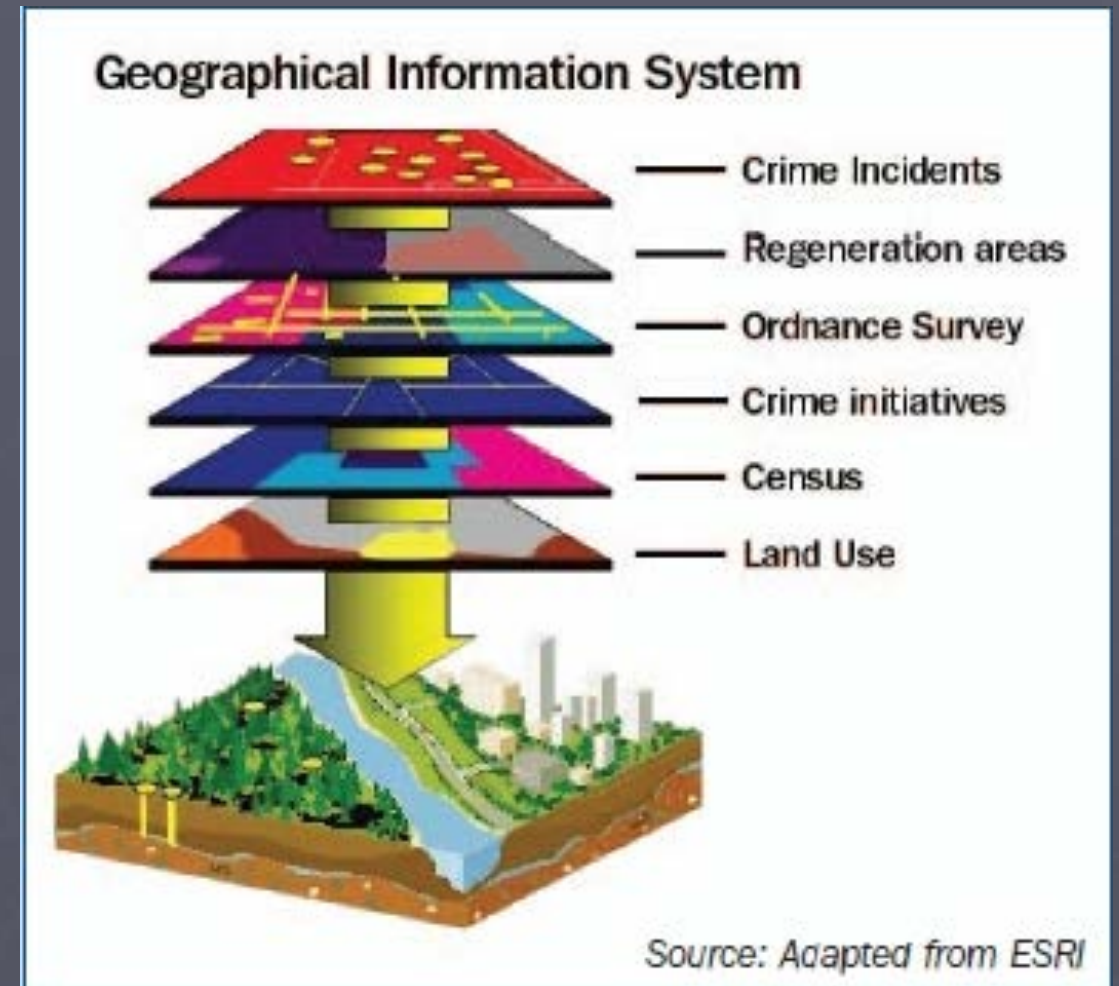 Geographical Information System
Crime Incidents
Regeneration areas
Ordnance Survey
Crime initiatives
Census
Land Use
Source: Adapted from ESRI